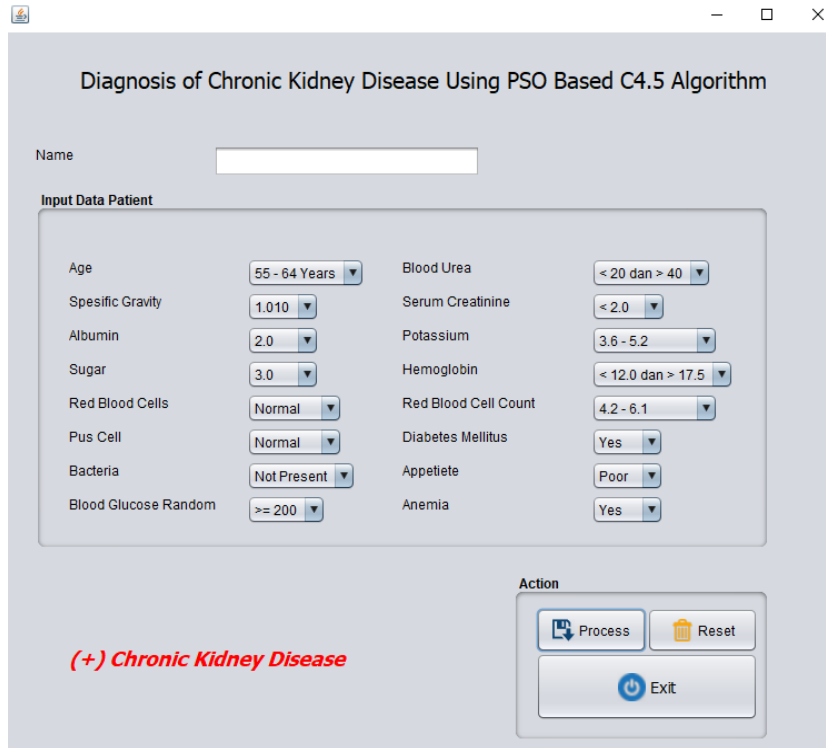 Diagnosis of Chronic Kidney Disease Using PSO Based C4.5 Algorithm
Name
Input Data Patient
Age 55 - 64 Years Blood Urea < 20 dan > 40
Spesific Gravity 1.010 Serum Creatinine < 2.0
Albumin 2.0 Potassium 3.6 - 5.2
Sugar 3.0 Hemoglobin < 12.0 dan > 17.5
Red Blood Cells Normal Red Blood Cell Count 4.2 - 6.1
Pus Cell Normal Diabetes Mellitus Yes
Bacteria Not Present Appetiete Poor
Blood Glucose Random >= 200 Anemia Yes
Action
Process Reset
(+) Chronic Kidney Disease
Exit